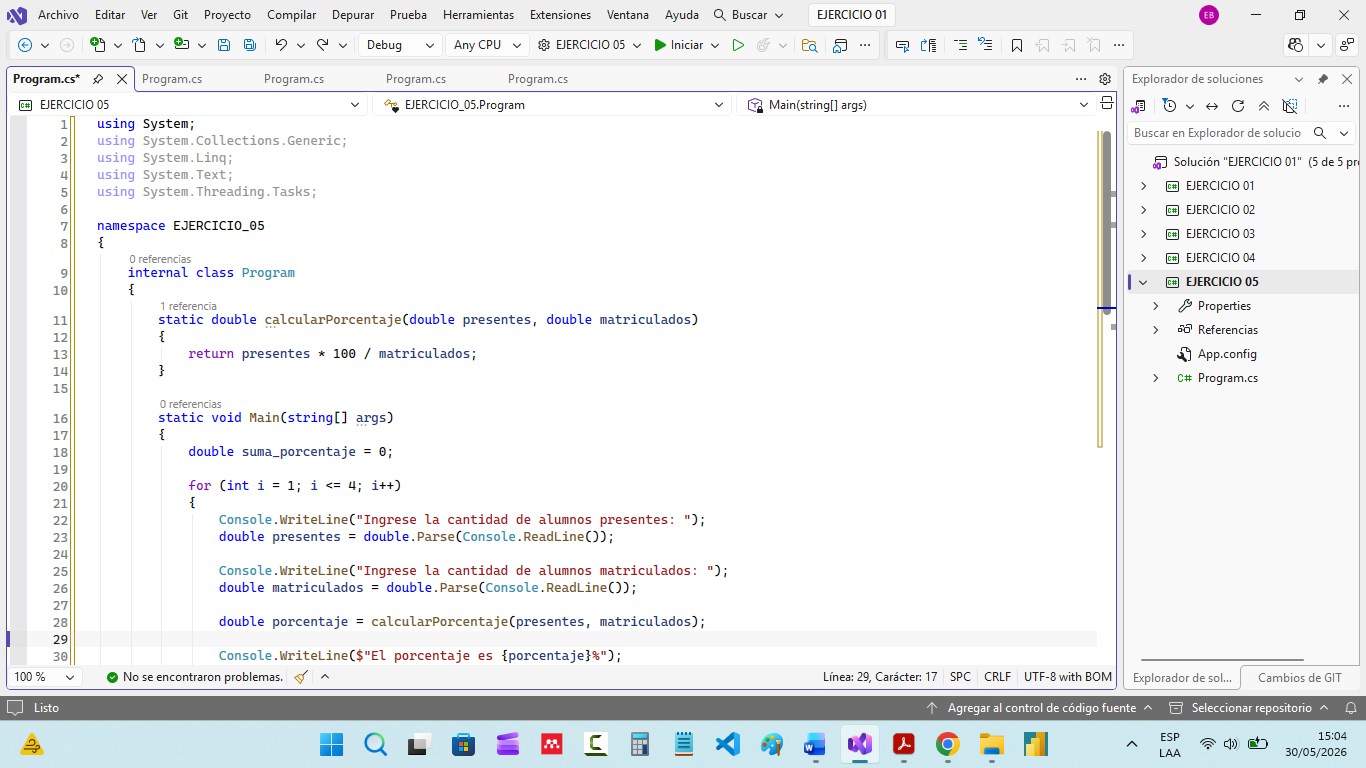 Archivo Editar Ver Git Proyecto Compilar Depurar Prueba Herramientas Extensiones Ventana Ayuda Buscar EJERCICIO 01 EB
Debug Any CPU EJERCICIO 05 Iniciar
Program.cs* Program.cs Program.cs Program.cs Program.cs
EJERCICIO 05 EJERCICIO_05.Program Main(string[] args)
1 using System;
2 using System.Collections.Generic;
3 using System.Linq;
4 using System.Text;
5 using System.Threading.Tasks;
6
7 namespace EJERCICIO_05
8 {
0 referencias
9 internal class Program
10 {
1 referencia
11 static double calcularPorcentaje(double presentes, double matriculados)
12 {
13 return presentes * 100 / matriculados;
14 }
15
0 referencias
16 static void Main(string[] args)
17 {
18 double suma_porcentaje = 0;
19
20 for (int i = 1; i <= 4; i++)
21 {
22 Console.WriteLine("Ingrese la cantidad de alumnos presentes: ");
23 double presentes = double.Parse(Console.ReadLine());
24
25 Console.WriteLine("Ingrese la cantidad de alumnos matriculados: ");
26 double matriculados = double.Parse(Console.ReadLine());
27
28 double porcentaje = calcularPorcentaje(presentes, matriculados);
29
30 Console.WriteLine($"El porcentaje es {porcentaje}%");
100 % No se encontraron problemas. Línea: 29, Carácter: 17 SPC CRLF UTF-8 with BOM
Explorador de soluciones
Buscar en Explorador de solucio
Solución "EJERCICIO 01" (5 de 5 pro
C# EJERCICIO 01
C# EJERCICIO 02
C# EJERCICIO 03
C# EJERCICIO 04
C# EJERCICIO 05
Properties
Referencias
App.config
C# Program.cs
Explorador de sol... Cambios de GIT
Listo Agregar al control de código fuente Seleccionar repositorio
ESP
LAA
15:04
30/05/2026